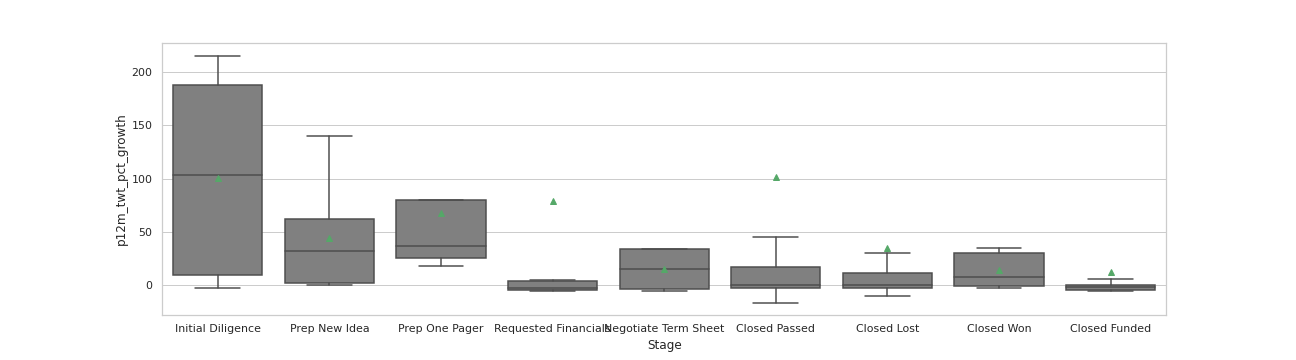 p12m_twt_pct_growth
200
150
100
50
0
Initial Diligence Prep New Idea Prep One Pager Requested Financials Negotiate Term Sheet Closed Passed Closed Lost Closed Won Closed Funded
Stage